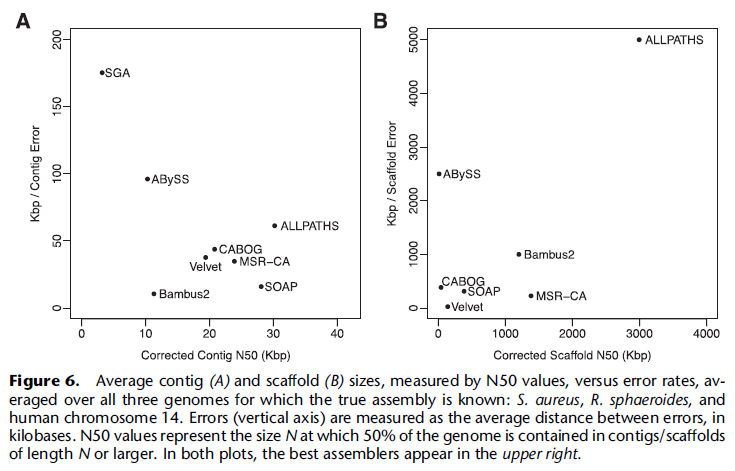 A
B
200
150
100
50
0
Kbp / Contig Error
SGA
ABySS
ALLPATHS
CABOG
Velvet
MSR−CA
Bambus2
SOAP
0 10 20 30 40
Corrected Contig N50 (Kbp)
5000
4000
3000
2000
1000
0
Kbp / Scaffold Error
ALLPATHS
ABySS
Bambus2
CABOG
SOAP
MSR−CA
Velvet
0 1000 2000 3000 4000
Corrected Scaffold N50 (Kbp)
Figure 6. Average contig (A) and scaffold (B) sizes, measured by N50 values, versus error rates, av-
eraged over all three genomes for which the true assembly is known: S. aureus, R. sphaeroides, and
human chromosome 14. Errors (vertical axis) are measured as the average distance between errors, in
kilobases. N50 values represent the size N at which 50% of the genome is contained in contigs/scaffolds
of length N or larger. In both plots, the best assemblers appear in the upper right.